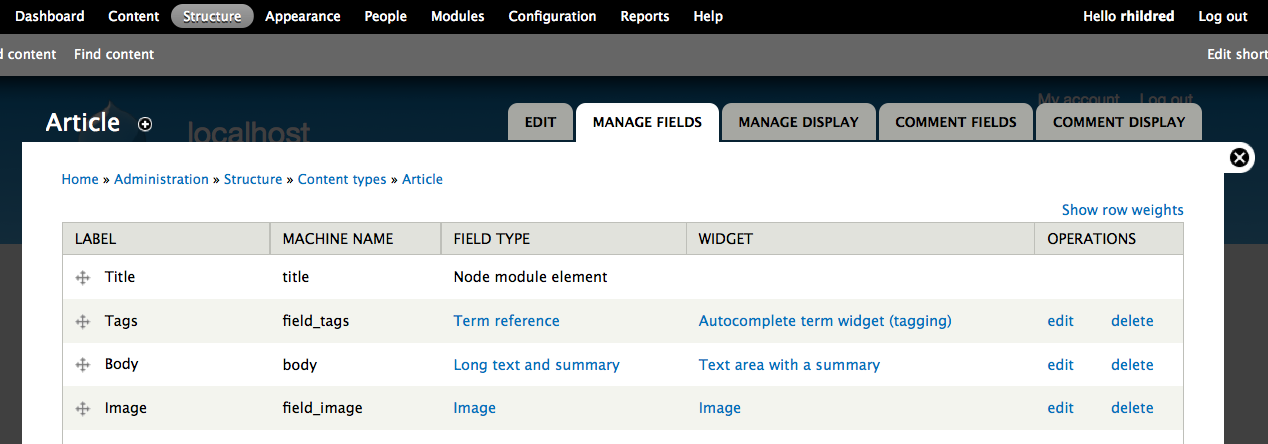 Dashboard Content Structure Appearance People Modules Configuration Reports Help Hello rhildred Log out
d content Find content Edit short
My account Log out
Article localhost EDIT MANAGE FIELDS MANAGE DISPLAY COMMENT FIELDS COMMENT DISPLAY
Home » Administration » Structure » Content types » Article
Show row weights
LABEL MACHINE NAME FIELD TYPE WIDGET OPERATIONS
Title title Node module element
Tags field_tags Term reference Autocomplete term widget (tagging) edit delete
Body body Long text and summary Text area with a summary edit delete
Image field_image Image Image edit delete